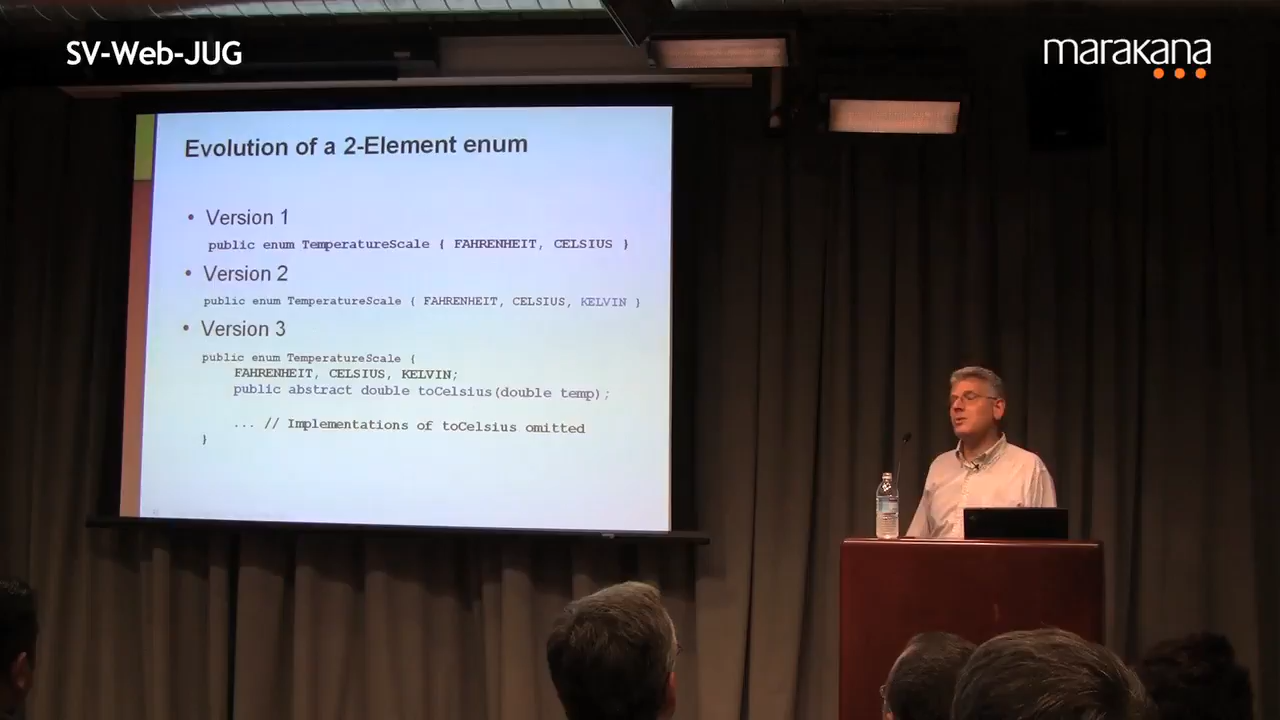 SV-Web-JUG
marakana
Evolution of a 2-Element enum
• Version 1
public enum TemperatureScale { FAHRENHEIT, CELSIUS }
• Version 2
public enum TemperatureScale { FAHRENHEIT, CELSIUS, KELVIN }
• Version 3
public enum TemperatureScale {
FAHRENHEIT, CELSIUS, KELVIN;
public abstract double toCelsius(double temp);
... // Implementations of toCelsius omitted
}